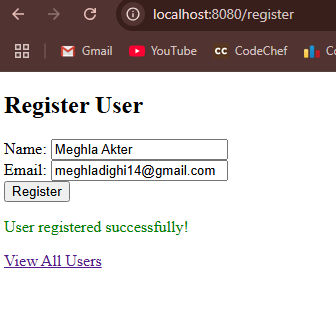 localhost:8080/register
Gmail YouTube CC CodeChef
Register User
Name: Meghla Akter
Email: meghladighi14@gmail.com
Register
User registered successfully!
View All Users